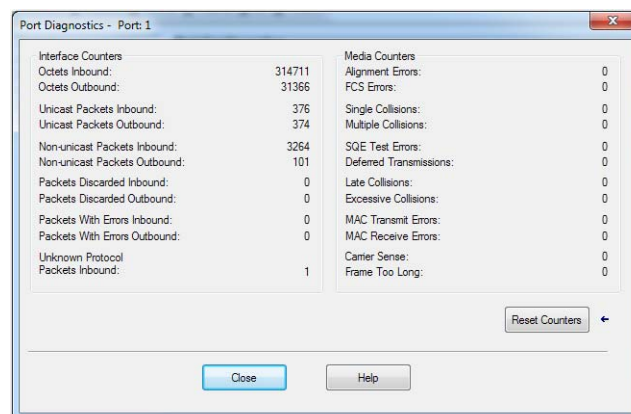 Port Diagnostics - Port: 1
Interface Counters
Octets Inbound: 314711
Octets Outbound: 31366
Unicast Packets Inbound: 376
Unicast Packets Outbound: 374
Non-unicast Packets Inbound: 3264
Non-unicast Packets Outbound: 101
Packets Discarded Inbound: 0
Packets Discarded Outbound: 0
Packets With Errors Inbound: 0
Packets With Errors Outbound: 0
Unknown Protocol
Packets Inbound: 1
Media Counters
Alignment Errors: 0
FCS Errors: 0
Single Collisions: 0
Multiple Collisions: 0
SQE Test Errors: 0
Deferred Transmissions: 0
Late Collisions: 0
Excessive Collisions: 0
MAC Transmit Errors: 0
MAC Receive Errors: 0
Carrier Sense: 0
Frame Too Long: 0
Reset Counters
Close
Help